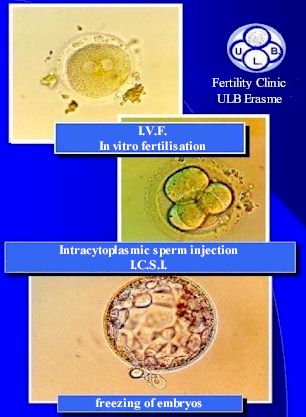 U.
B.
L.
Fertility Clinic
ULB Erasme
I.V.F.
In vitro fertilisation
Intracytoplasmic sperm injection
I.C.S.I.
freezing of embryos